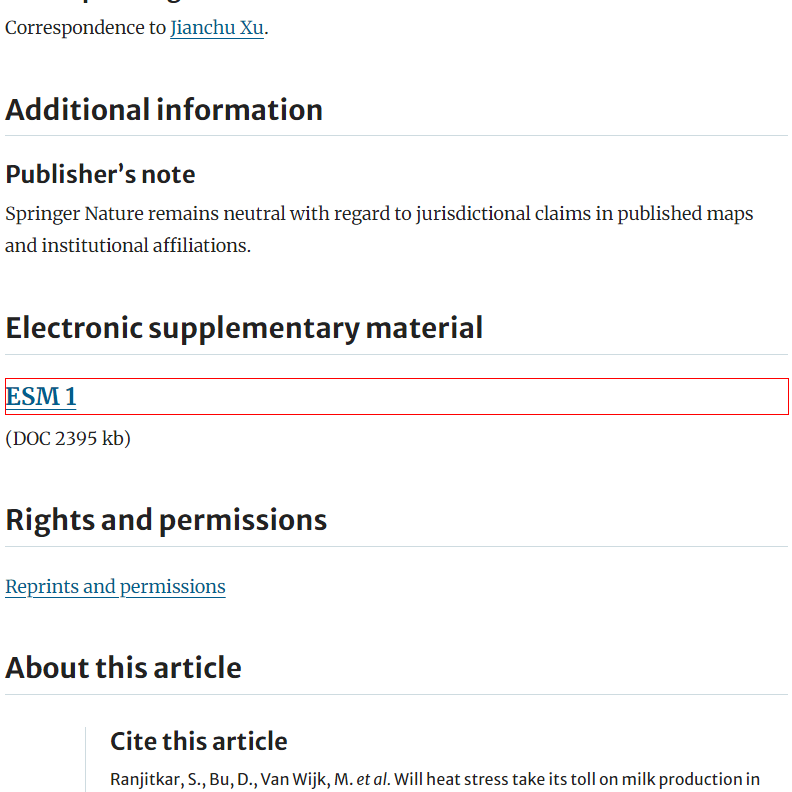 Correspondence to Jianchu Xu.
Additional information
Publisher’s note
Springer Nature remains neutral with regard to jurisdictional claims in published maps
and institutional affiliations.
Electronic supplementary material
ESM 1
(DOC 2395 kb)
Rights and permissions
Reprints and permissions
About this article
Cite this article
Ranjitkar, S., Bu, D., Van Wijk, M. et al. Will heat stress take its toll on milk production in